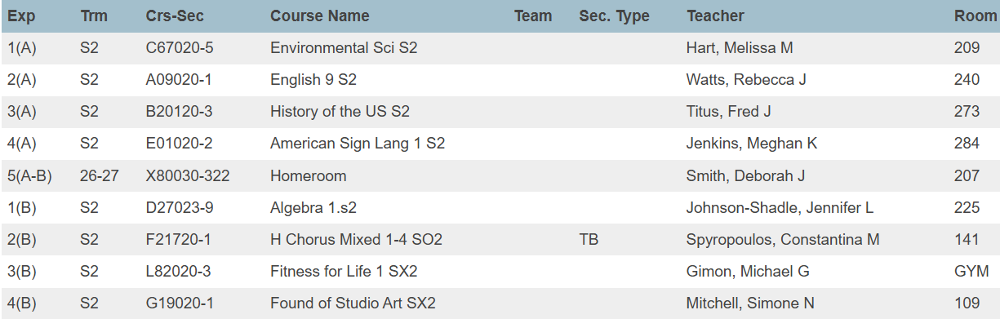 Exp Trm Crs-Sec Course Name Team Sec. Type Teacher Room
1(A) S2 C67020-5 Environmental Sci S2 Hart, Melissa M 209
2(A) S2 A09020-1 English 9 S2 Watts, Rebecca J 240
3(A) S2 B20120-3 History of the US S2 Titus, Fred J 273
4(A) S2 E01020-2 American Sign Lang 1 S2 Jenkins, Meghan K 284
5(A-B) 26-27 X80030-322 Homeroom Smith, Deborah J 207
1(B) S2 D27023-9 Algebra 1.s2 Johnson-Shadle, Jennifer L 225
2(B) S2 F21720-1 H Chorus Mixed 1-4 SO2 TB Spyropoulos, Constantina M 141
3(B) S2 L82020-3 Fitness for Life 1 SX2 Gimon, Michael G GYM
4(B) S2 G19020-1 Found of Studio Art SX2 Mitchell, Simone N 109